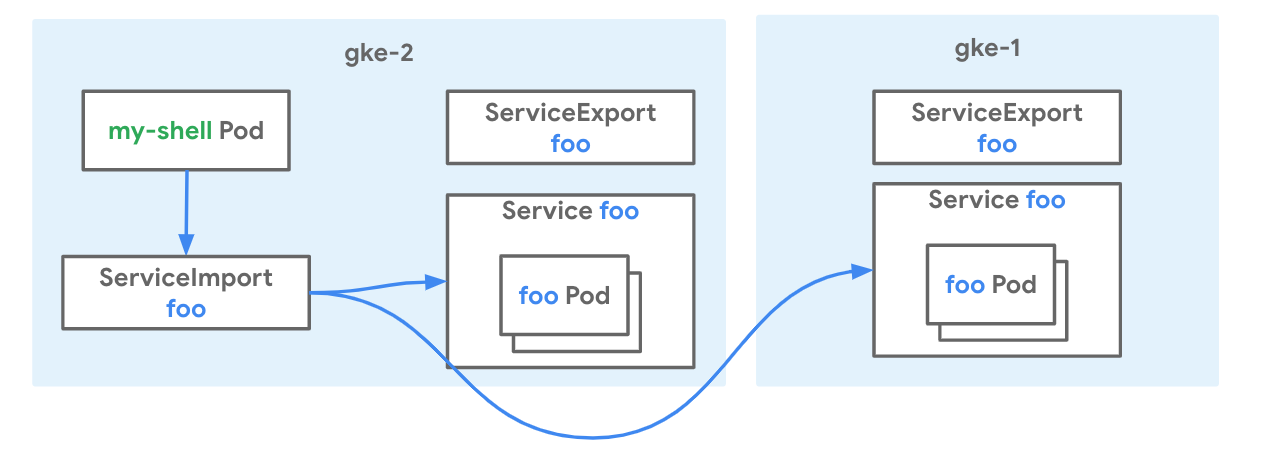 gke-2
my-shell Pod
ServiceImport
foo
ServiceExport
foo
Service foo
foo Pod
gke-1
ServiceExport
foo
Service foo
foo Pod